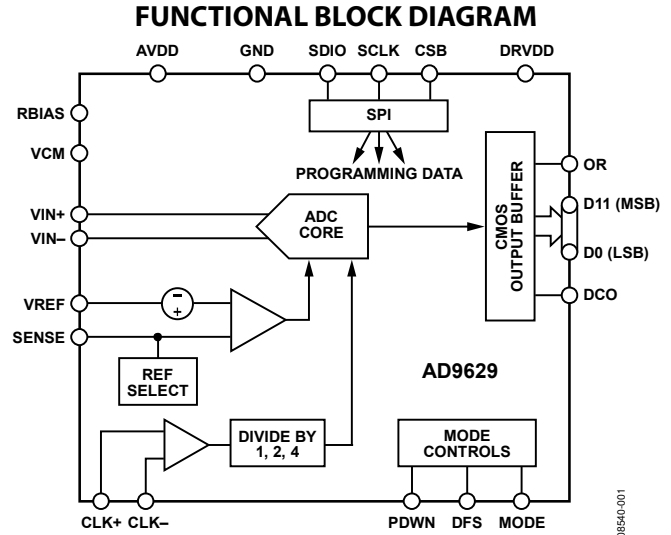 FUNCTIONAL BLOCK DIAGRAM
AVDD GND SDIO SCLK CSB DRVDD
RBIAS
VCM
SPI
PROGRAMMING DATA
VIN+
VIN–
ADC
CORE
CMOS
OUTPUT BUFFER
OR
D11 (MSB)
D0 (LSB)
DCO
VREF
– +
SENSE
REF
SELECT
AD9629
DIVIDE BY
1, 2, 4
MODE
CONTROLS
CLK+ CLK– PDWN DFS MODE
08540-001